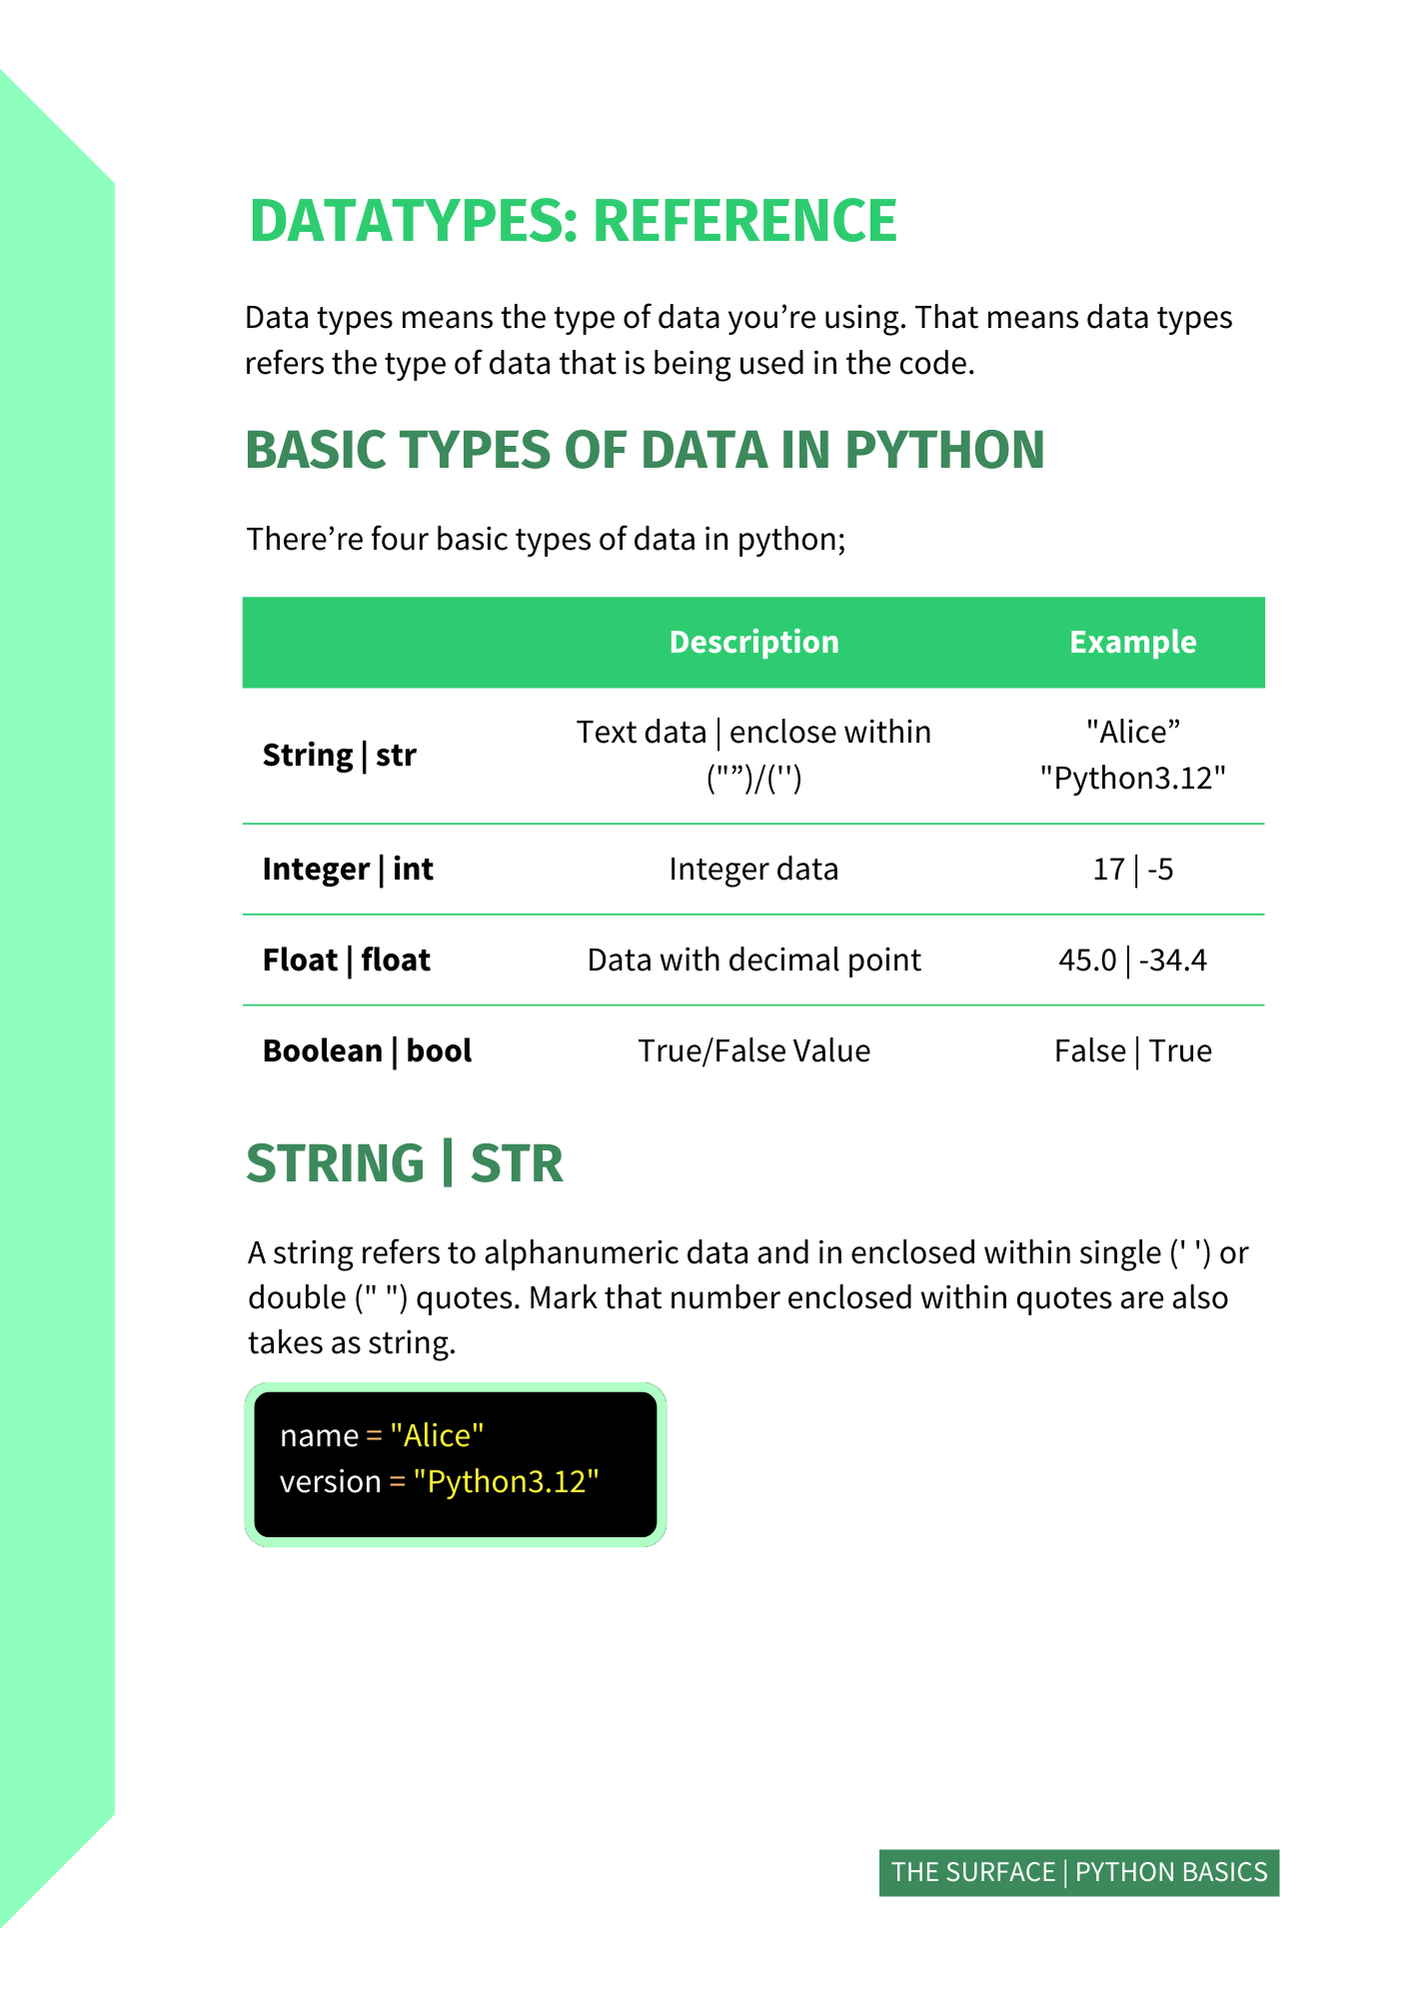 DATATYPES: REFERENCE
Data types means the type of data you’re using. That means data types
refers the type of data that is being used in the code.
BASIC TYPES OF DATA IN PYTHON
There’re four basic types of data in python;
Description Example
String | str Text data | enclose within ("”)/('') "Alice” "Python3.12"
Integer | int Integer data 17 | -5
Float | float Data with decimal point 45.0 | -34.4
Boolean | bool True/False Value False | True
STRING | STR
A string refers to alphanumeric data and in enclosed within single (' ') or
double (" ") quotes. Mark that number enclosed within quotes are also
takes as string.
name = "Alice"
version = "Python3.12"
THE SURFACE | PYTHON BASICS